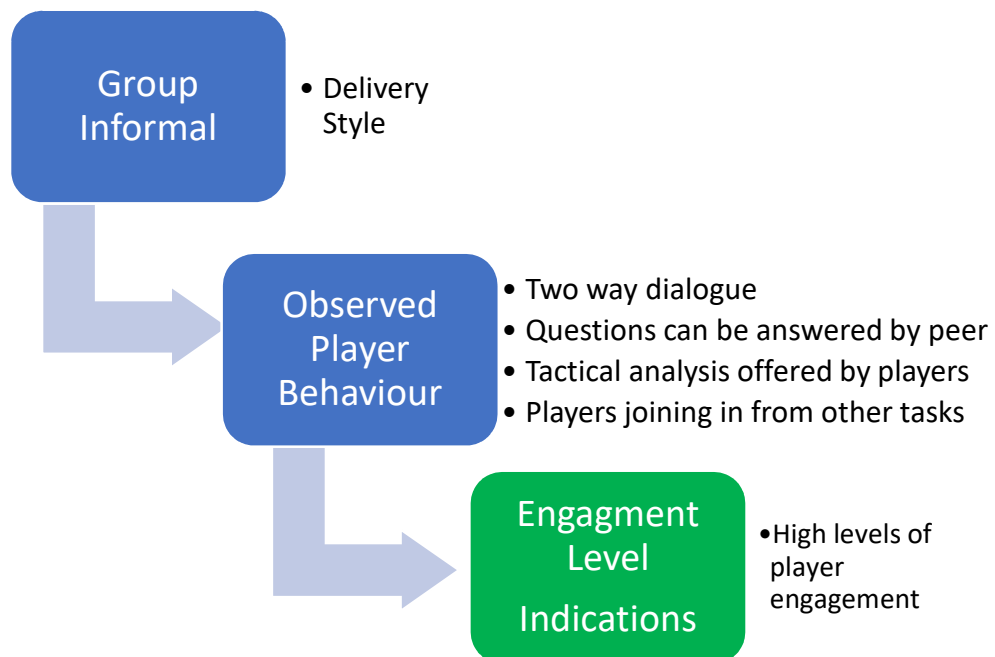 Group
Informal
• Delivery
Style
Observed
Player
Behaviour
• Two way dialogue
• Questions can be answered by peer
• Tactical analysis offered by players
• Players joining in from other tasks
Engagment
Level
Indications
•High levels of
player
engagement